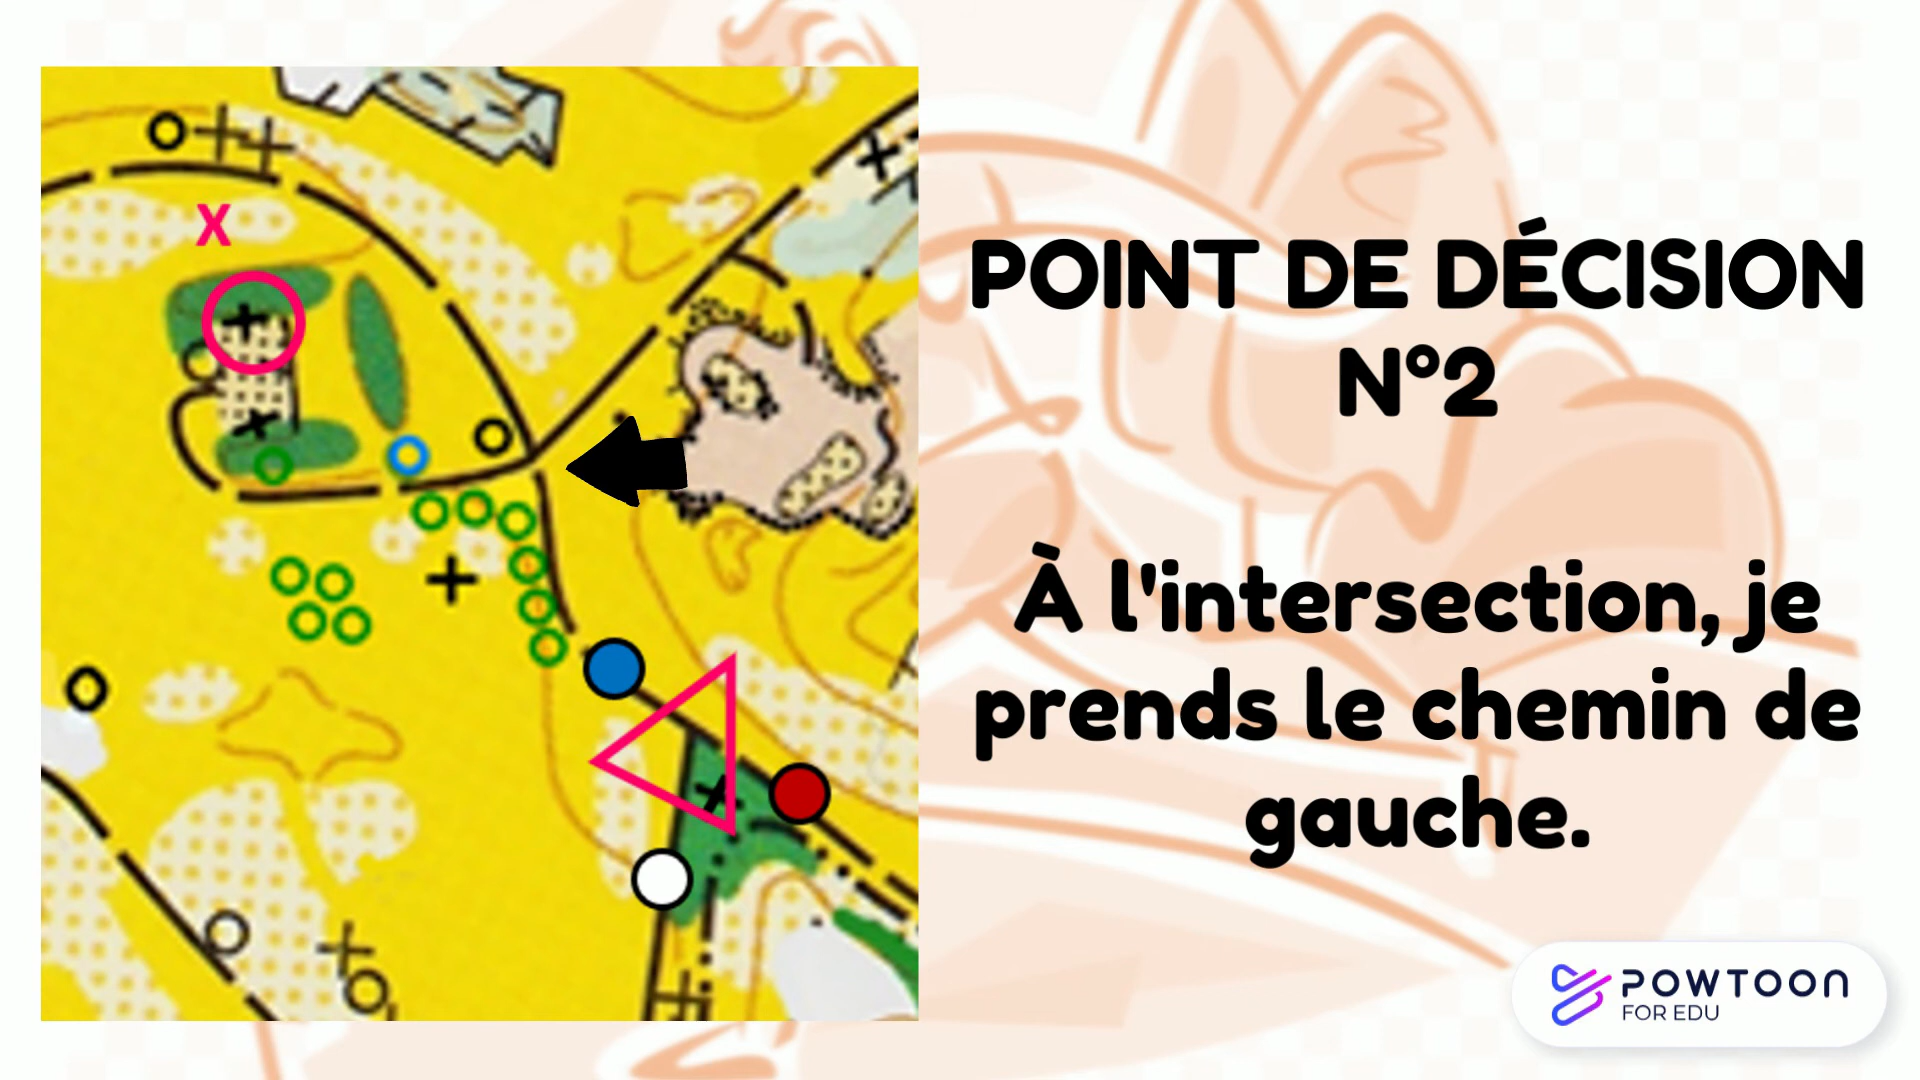 POINT DE DÉCISION
N°2
À l'intersection, je
prends le chemin de
gauche.
X
POWTOON
FOR EDU